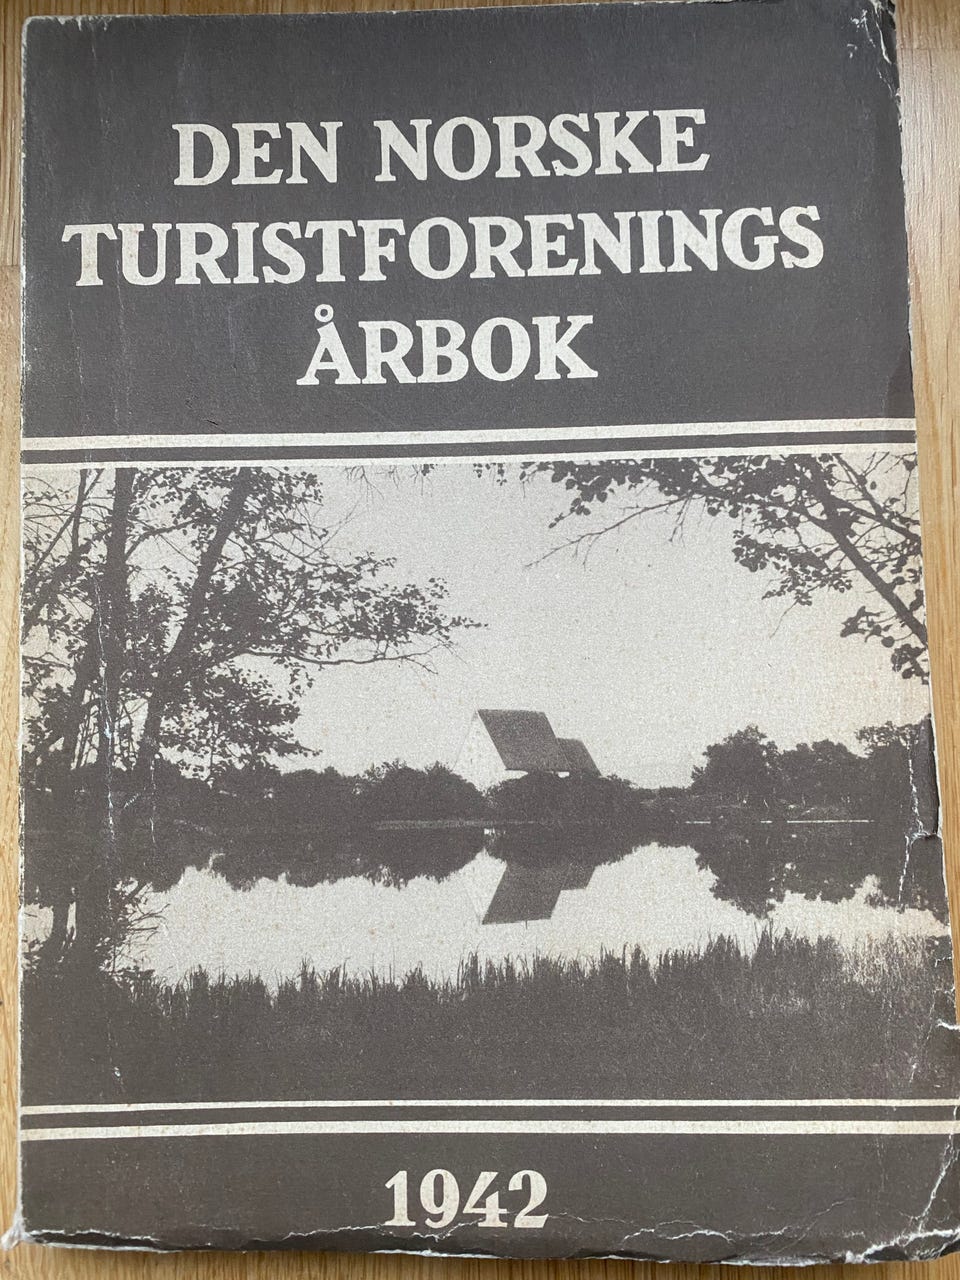 DEN NORSKE
TURISTFORENINGS
ÅRBOK
1942